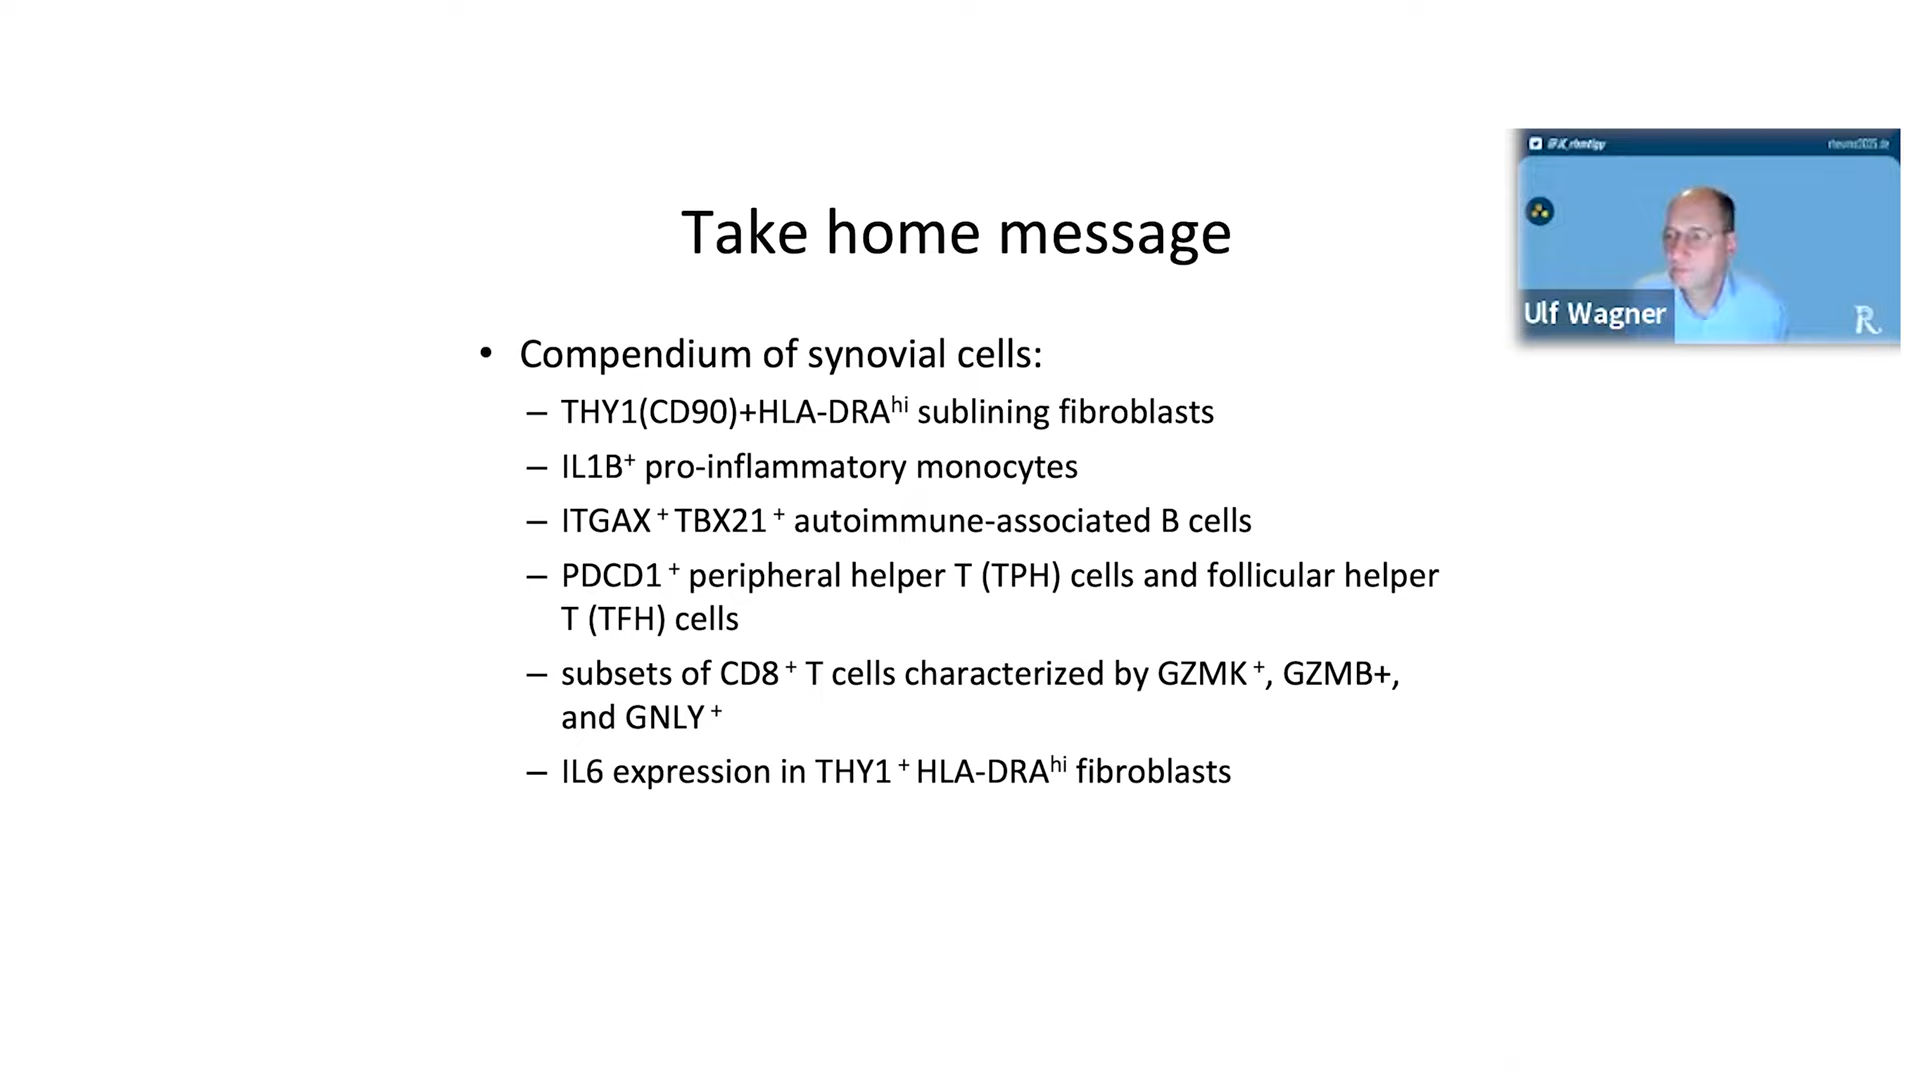 Take home message
• Compendium of synovial cells:
– THY1(CD90)+HLA-DRAʰⁱ sublining fibroblasts
– IL1B⁺ pro-inflammatory monocytes
– ITGAX ⁺ TBX21 ⁺ autoimmune-associated B cells
– PDCD1 ⁺ peripheral helper T (TPH) cells and follicular helper
T (TFH) cells
– subsets of CD8 ⁺ T cells characterized by GZMK ⁺, GZMB+,
and GNLY ⁺
– IL6 expression in THY1 ⁺ HLA-DRAʰⁱ fibroblasts
Ulf Wagner
R